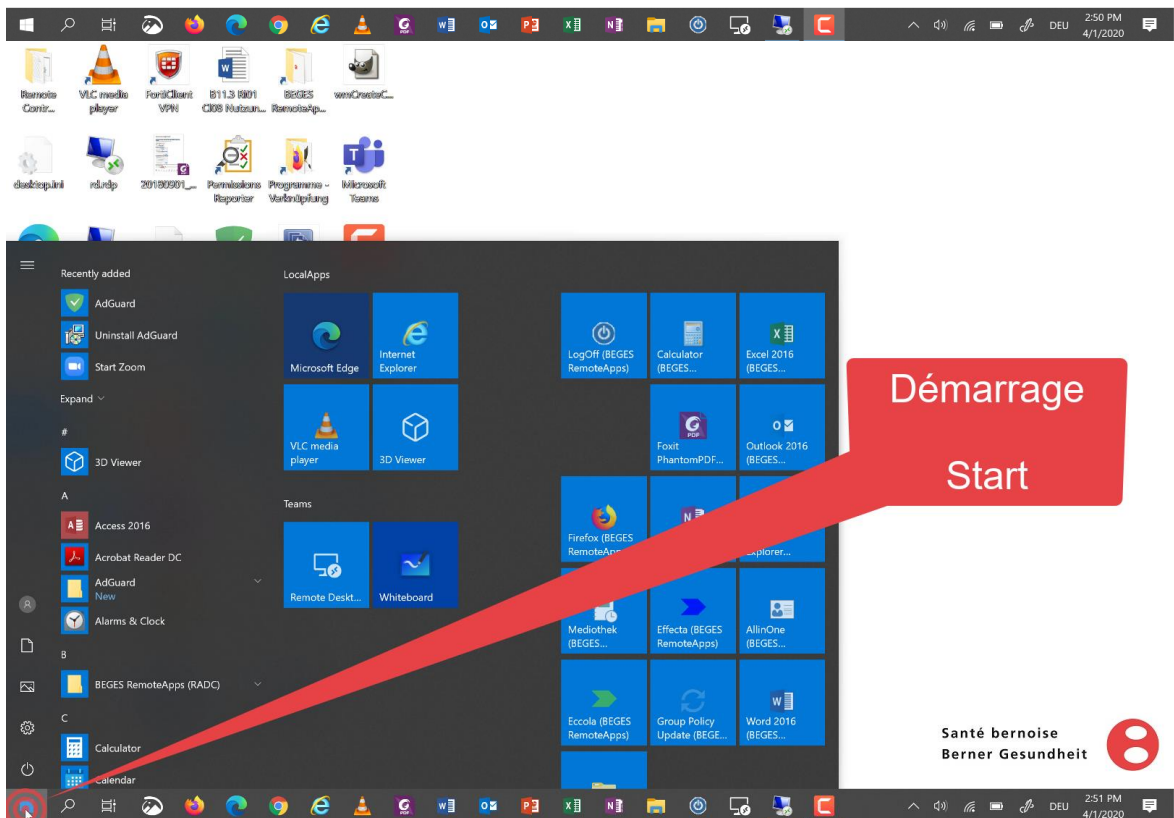 DEU
2:50 PM
4/1/2020
Remote Contr...
VLC media player
FortiClient VPN
B11.3 Ri01 Cl08 Nutzun...
BEGES RemoteAp...
wmCreateC...
desktop.ini
rd.rdp
20180901_...
Permissions Reporter
Programme - Verknüpfung
Microsoft Teams
Recently added
AdGuard
Uninstall AdGuard
Start Zoom
Expand
#
3D Viewer
A
Access 2016
Acrobat Reader DC
AdGuard
New
Alarms & Clock
B
BEGES RemoteApps (RADC)
C
Calculator
Calendar
LocalApps
Microsoft Edge
Internet
Explorer
VLC media
player
3D Viewer
Teams
Remote Deskt...
Whiteboard
LogOff (BEGES
RemoteApps)
Calculator
(BEGES...
Excel 2016
(BEGES...
Foxit
PhantomPDF...
Outlook 2016
(BEGES...
Firefox (BEGES
Explorer...
Mediothek
(BEGES...
Effecta (BEGES
RemoteApps)
AllinOne
(BEGES...
Eccola (BEGES
RemoteApps)
Group Policy
Update (BEGE...
Word 2016
(BEGES...
Démarrage
Start
Santé bernoise
Berner Gesundheit
DEU
2:51 PM
4/1/2020